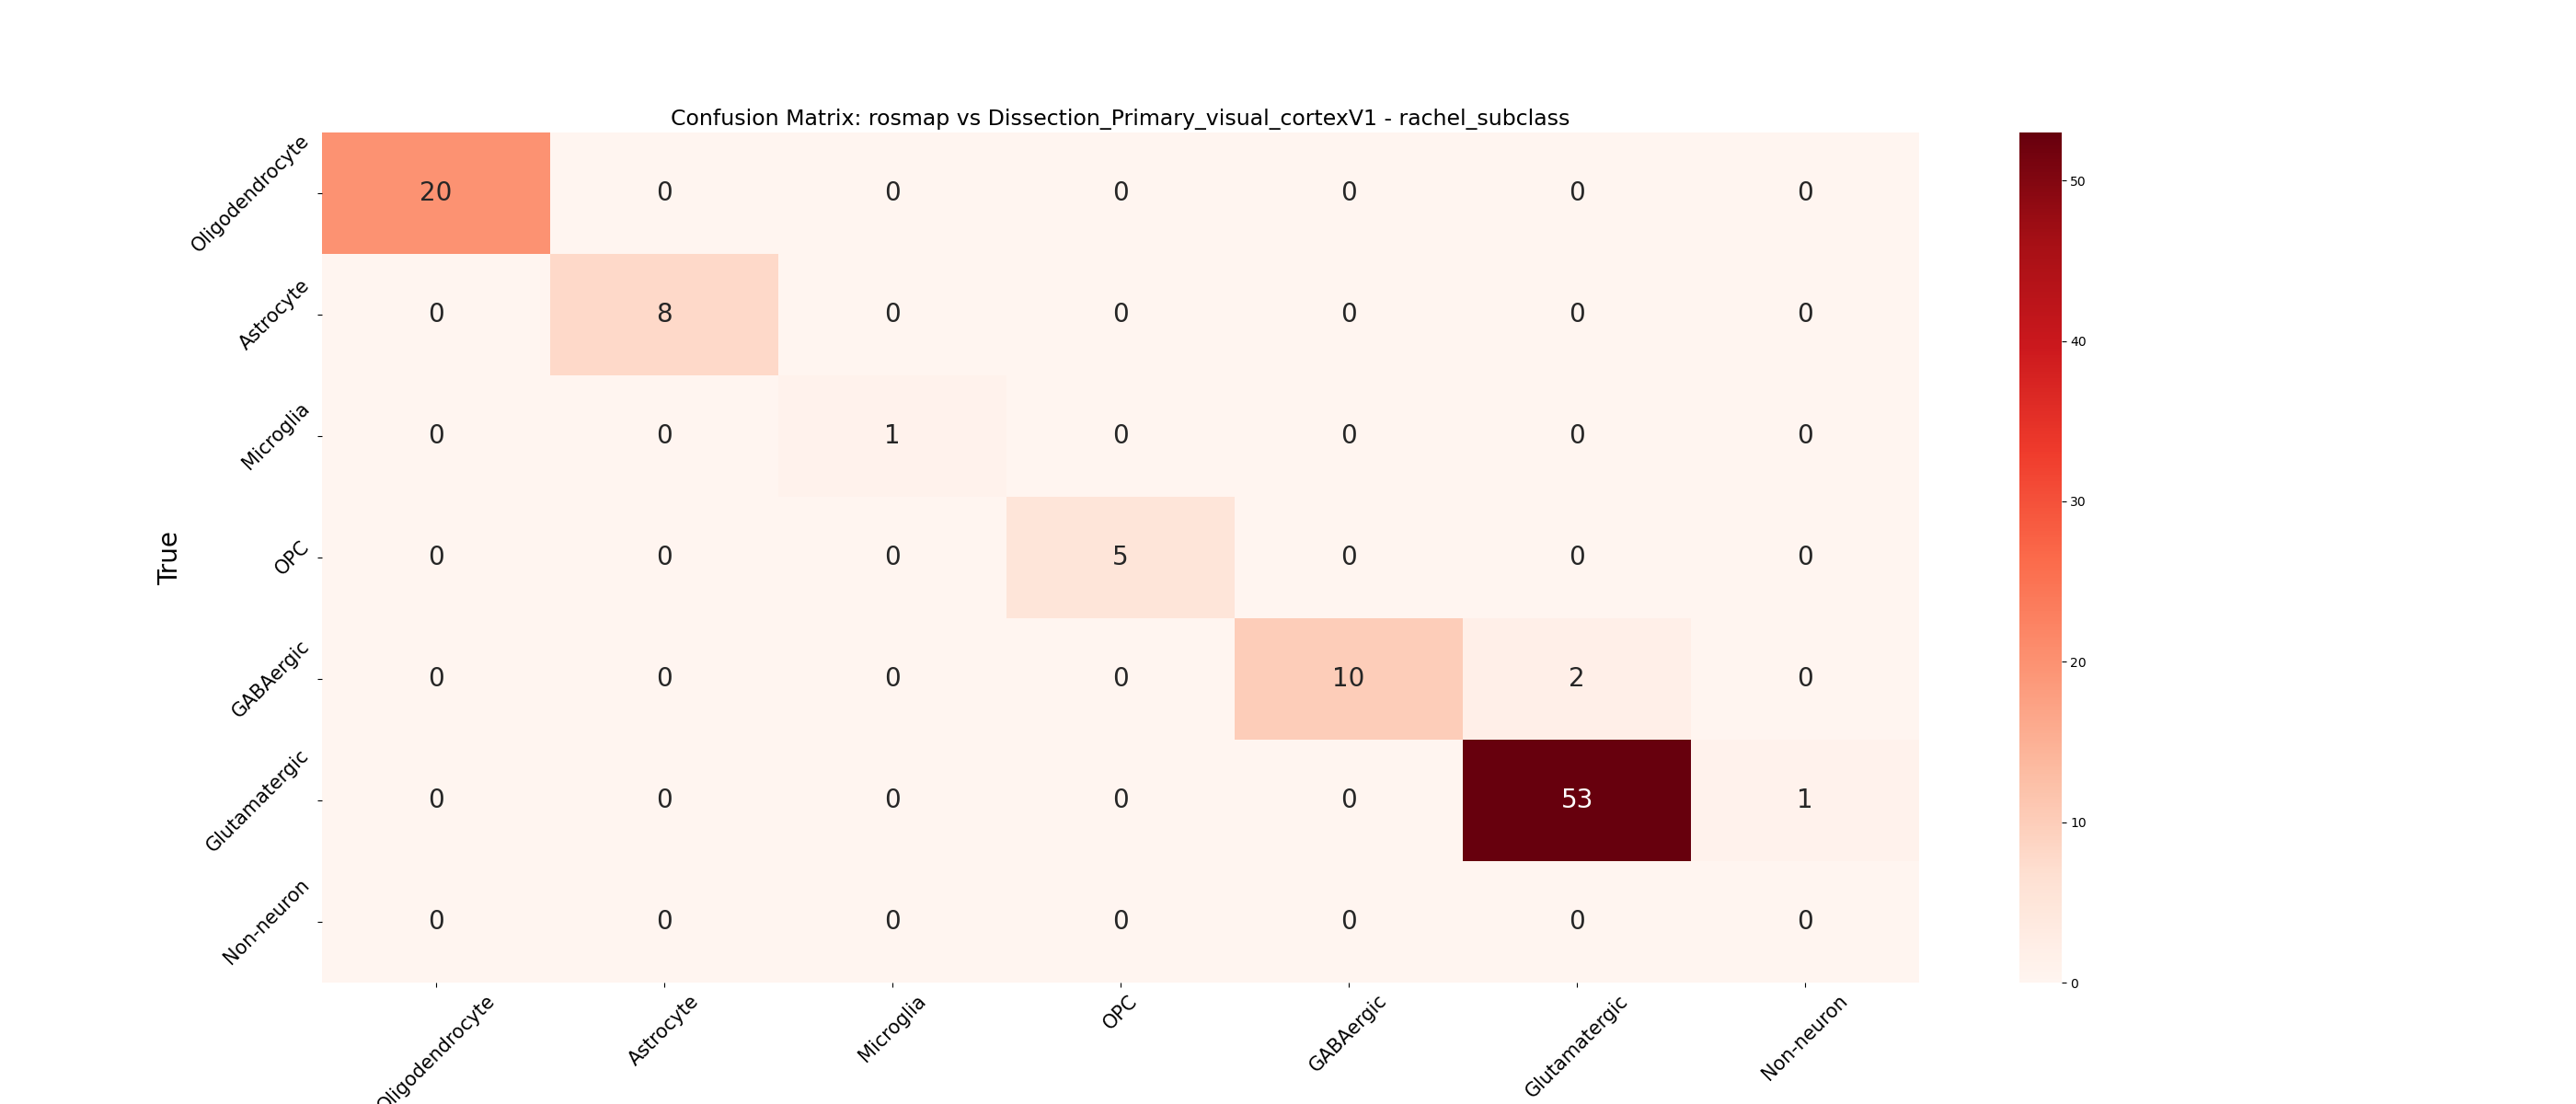 Confusion Matrix: rosmap vs Dissection_Primary_visual_cortexV1 - rachel_subclass
True
Oligodendrocyte 20 0 0 0 0 0 0
Astrocyte 0 8 0 0 0 0 0
Microglia 0 0 1 0 0 0 0
OPC 0 0 0 5 0 0 0
GABAergic 0 0 0 0 10 2 0
Glutamatergic 0 0 0 0 0 53 1
Non-neuron 0 0 0 0 0 0 0
Oligodendrocyte Astrocyte Microglia OPC GABAergic Glutamatergic Non-neuron
50
40
30
20
10
0